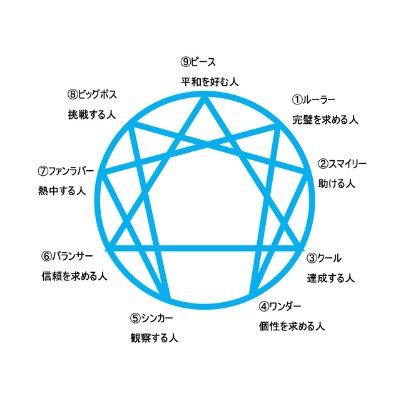 ⑨ピース
平和を好む人
①ルーラー
完璧を求める人
②スマイリー
助ける人
③クール
達成する人
④ワンダー
個性を求める人
⑤シンカー
観察する人
⑥バランサー
信頼を求める人
⑦ファンラバー
熱中する人
⑧ビッグボス
挑戦する人